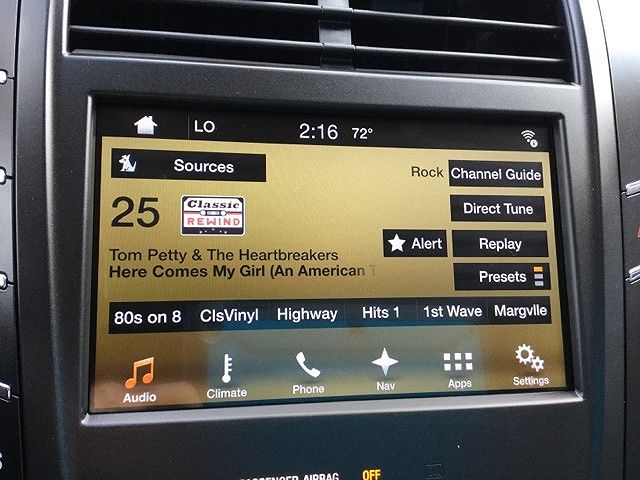 LO 2:16 72°
Sources
Rock Channel Guide
25 Classic REWIND
Direct Tune
Tom Petty & The Heartbreakers
Alert Replay
Here Comes My Girl (An American T
Presets
80s on 8 ClsVinyl Highway Hits 1 1st Wave Margvlle
Audio Climate Phone Nav Apps Settings
PASSENGER AIRBAG OFF